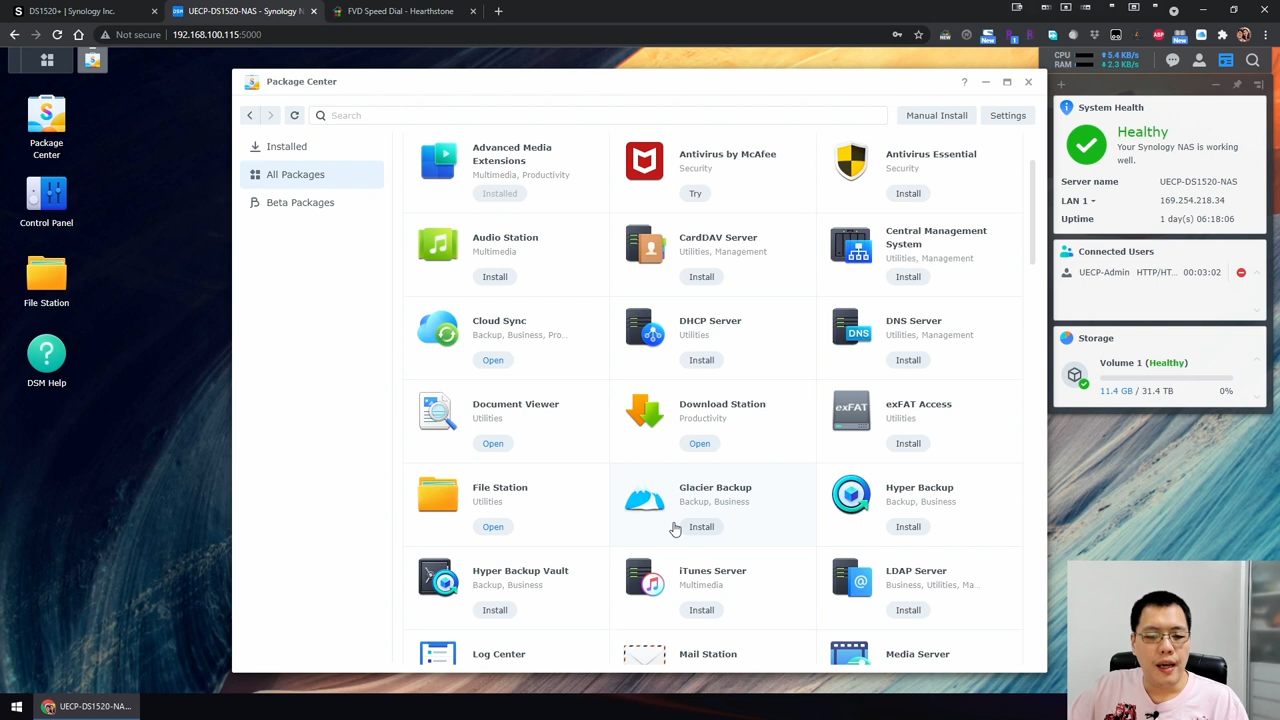 DS1520+ | Synology Inc.
UECP-DS1520-NAS - Synology N
FVD Speed Dial - Hearthstone
Not secure | 192.168.100.115:5000
CPU
RAM
5.4 KB/s
2.3 KB/s
Package Center
Control Panel
File Station
DSM Help
Package Center
Search
Manual Install
Settings
Installed
All Packages
Beta Packages
Advanced Media Extensions
Multimedia, Productivity
Installed
Antivirus by McAfee
Security
Try
Antivirus Essential
Security
Install
Audio Station
Multimedia
Install
CardDAV Server
Utilities, Management
Install
Central Management System
Utilities, Management
Install
Cloud Sync
Backup, Business, Pro...
Open
DHCP Server
Utilities
Install
DNS
DNS Server
Utilities, Management
Install
Document Viewer
Utilities
Open
Download Station
Productivity
Open
exFAT
exFAT Access
Utilities
Install
File Station
Utilities
Open
Glacier Backup
Backup, Business
Install
Hyper Backup
Backup, Business
Install
Hyper Backup Vault
Backup, Business
Install
iTunes Server
Multimedia
Install
LDAP Server
Business, Utilities, Ma...
Install
Log Center
Mail Station
Media Server
System Health
Healthy
Your Synology NAS is working well.
Server name
UECP-DS1520-NAS
LAN 1
169.254.218.34
Uptime
1 day(s) 06:18:06
Connected Users
UECP-Admin
HTTP/HT...
00:03:02
Storage
Volume 1 (Healthy)
11.4 GB / 31.4 TB
0%
UECP-DS1520-NAS...